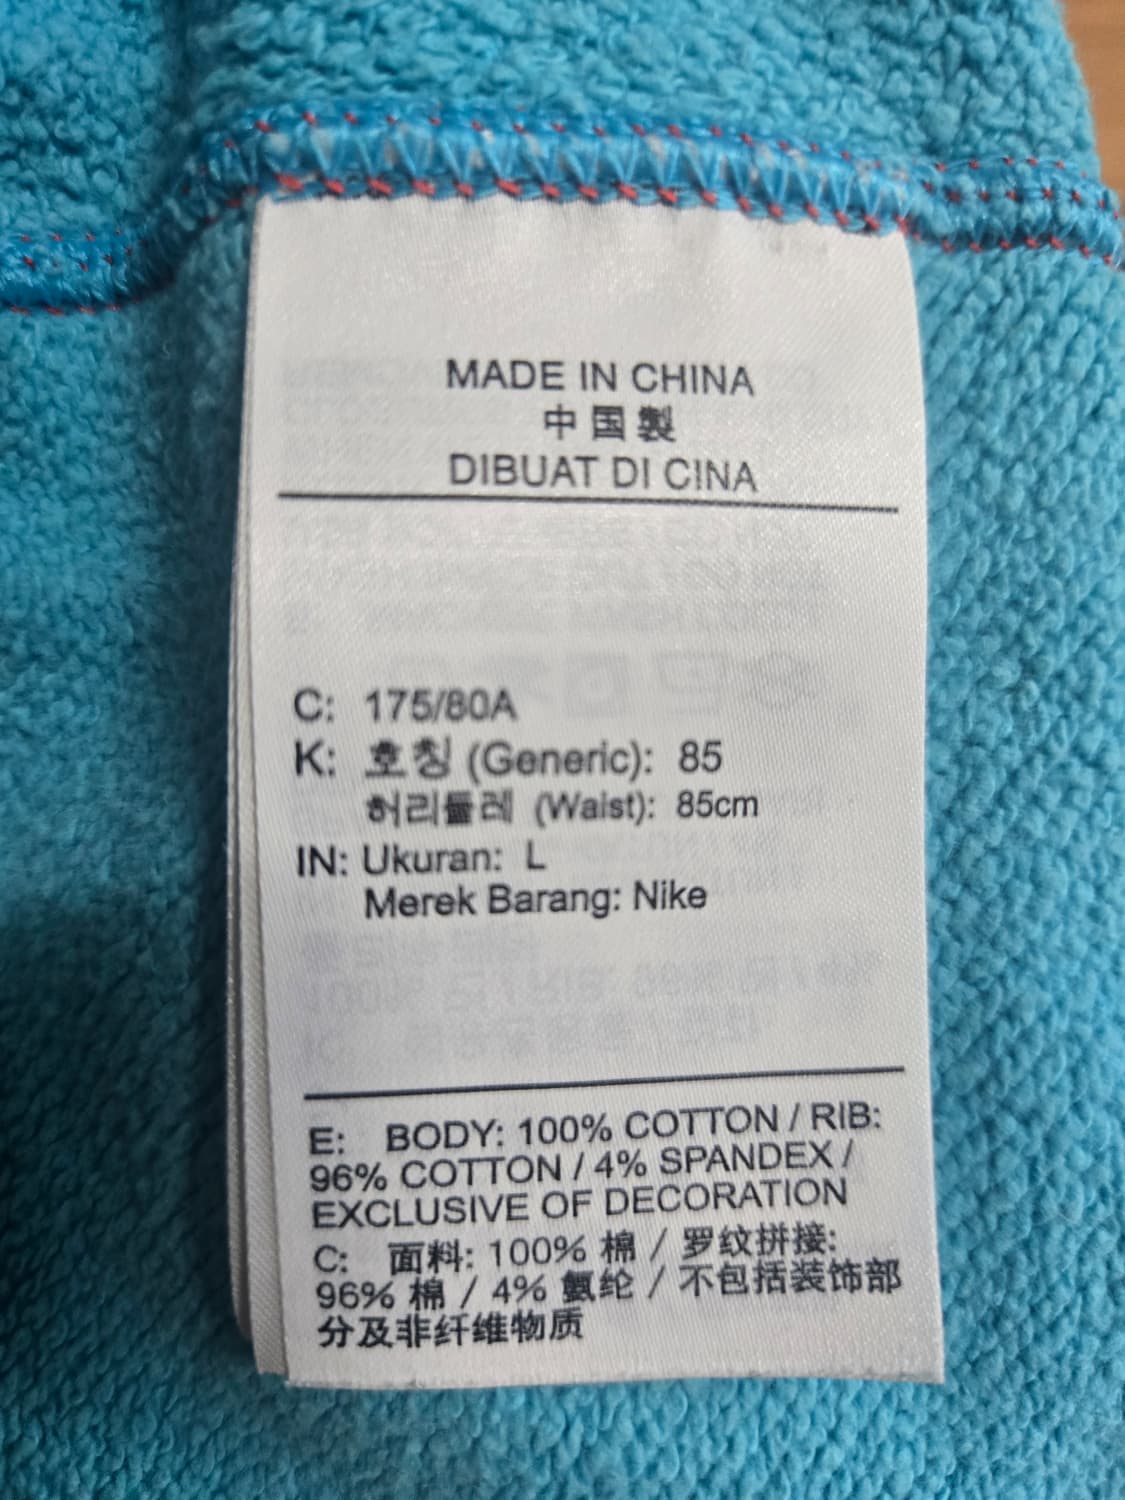 MADE IN CHINA
中国製
DIBUAT DI CINA
C: 175/80A
K: 호칭 (Generic): 85
허리둘레 (Waist): 85cm
IN: Ukuran: L
Merek Barang: Nike
E: BODY: 100% COTTON / RIB:
96% COTTON / 4% SPANDEX /
EXCLUSIVE OF DECORATION
C: 面料: 100% 棉 / 罗纹拼接:
96% 棉 / 4% 氨纶 / 不包括装饰部
分及非纤维物质